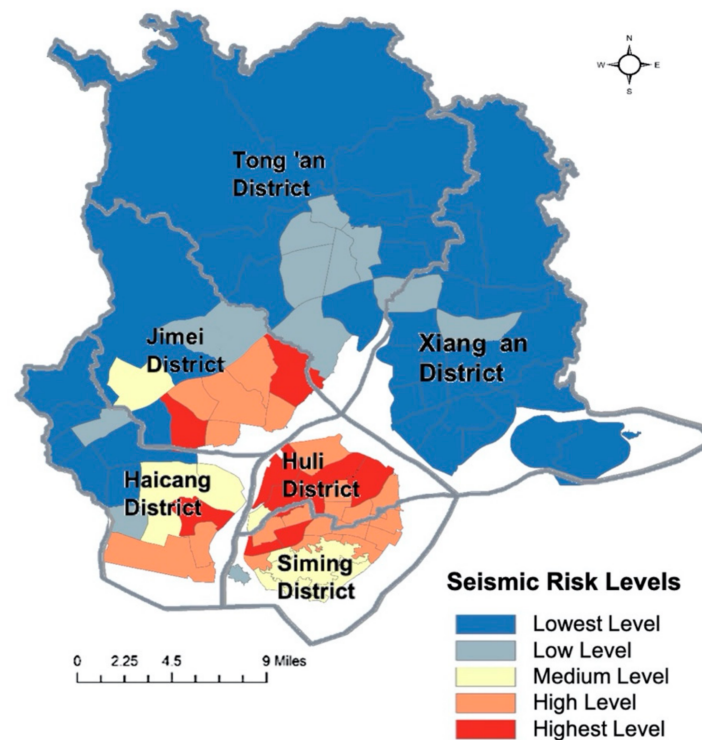 N
W E
S
Tong 'an
District
Jimei
District
Xiang 'an
District
Haicang
District
Huli
District
Siming
District
Seismic Risk Levels
Lowest Level
Low Level
Medium Level
High Level
Highest Level
0 2.25 4.5 9 Miles